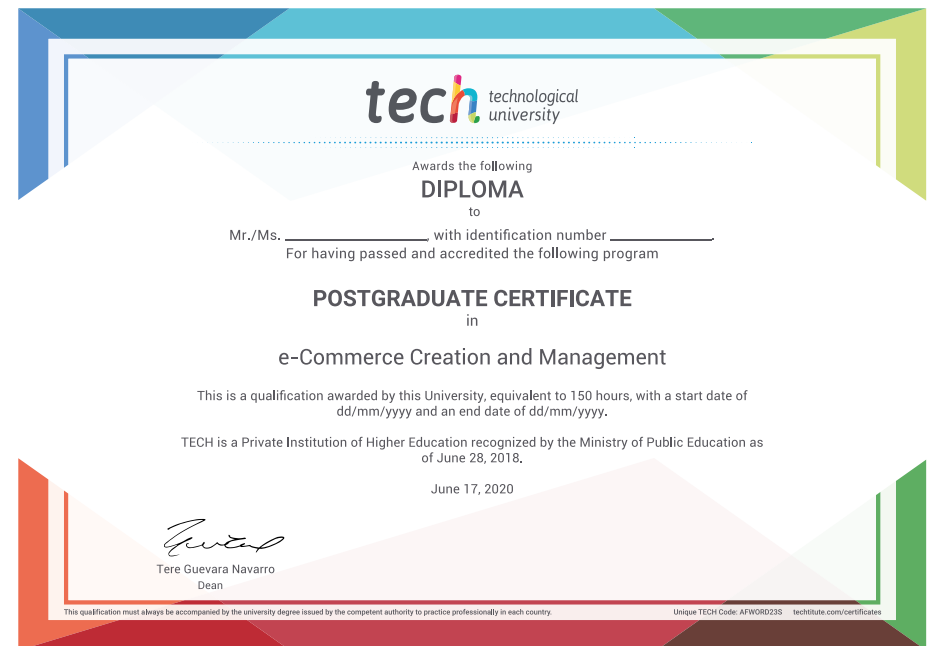 tech technological
university
Awards the following
DIPLOMA
to
Mr./Ms. ____________________, with identification number ______________.
For having passed and accredited the following program
POSTGRADUATE CERTIFICATE
in
e-Commerce Creation and Management
This is a qualification awarded by this University, equivalent to 150 hours, with a start date of
dd/mm/yyyy and an end date of dd/mm/yyyy.
TECH is a Private Institution of Higher Education recognized by the Ministry of Public Education as
of June 28, 2018.
June 17, 2020
Tere Guevara Navarro
Dean
This qualification must always be accompanied by the university degree issued by the competent authority to practice professionally in each country.
Unique TECH Code: AFWORD23S techtitute.com/certificates